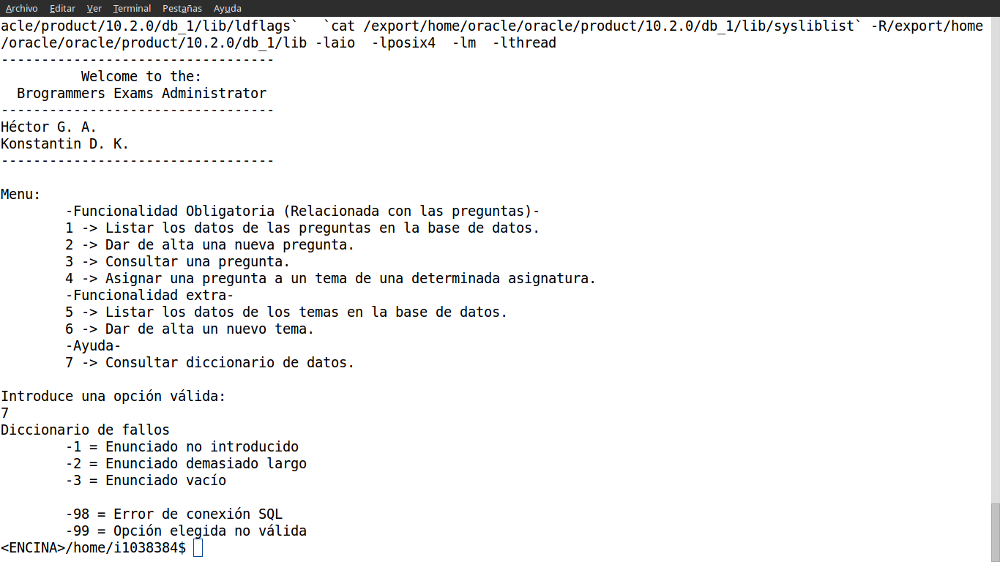 Archivo Editar Ver Terminal Pestañas Ayuda
acle/product/10.2.0/db_1/lib/ldflags`   `cat /export/home/oracle/oracle/product/10.2.0/db_1/lib/sysliblist` -R/export/home
/oracle/oracle/product/10.2.0/db_1/lib -laio  -lposix4  -lm  -lthread
----------------------------------
          Welcome to the:
  Brogrammers Exams Administrator
----------------------------------
Héctor G. A.
Konstantin D. K.
----------------------------------
Menu:
        -Funcionalidad Obligatoria (Relacionada con las preguntas)-
        1 -> Listar los datos de las preguntas en la base de datos.
        2 -> Dar de alta una nueva pregunta.
        3 -> Consultar una pregunta.
        4 -> Asignar una pregunta a un tema de una determinada asignatura.
        -Funcionalidad extra-
        5 -> Listar los datos de los temas en la base de datos.
        6 -> Dar de alta un nuevo tema.
        -Ayuda-
        7 -> Consultar diccionario de datos.
Introduce una opción válida:
7
Diccionario de fallos
        -1 = Enunciado no introducido
        -2 = Enunciado demasiado largo
        -3 = Enunciado vacío
        -98 = Error de conexión SQL
        -99 = Opción elegida no válida
<ENCINA>/home/i1038384$